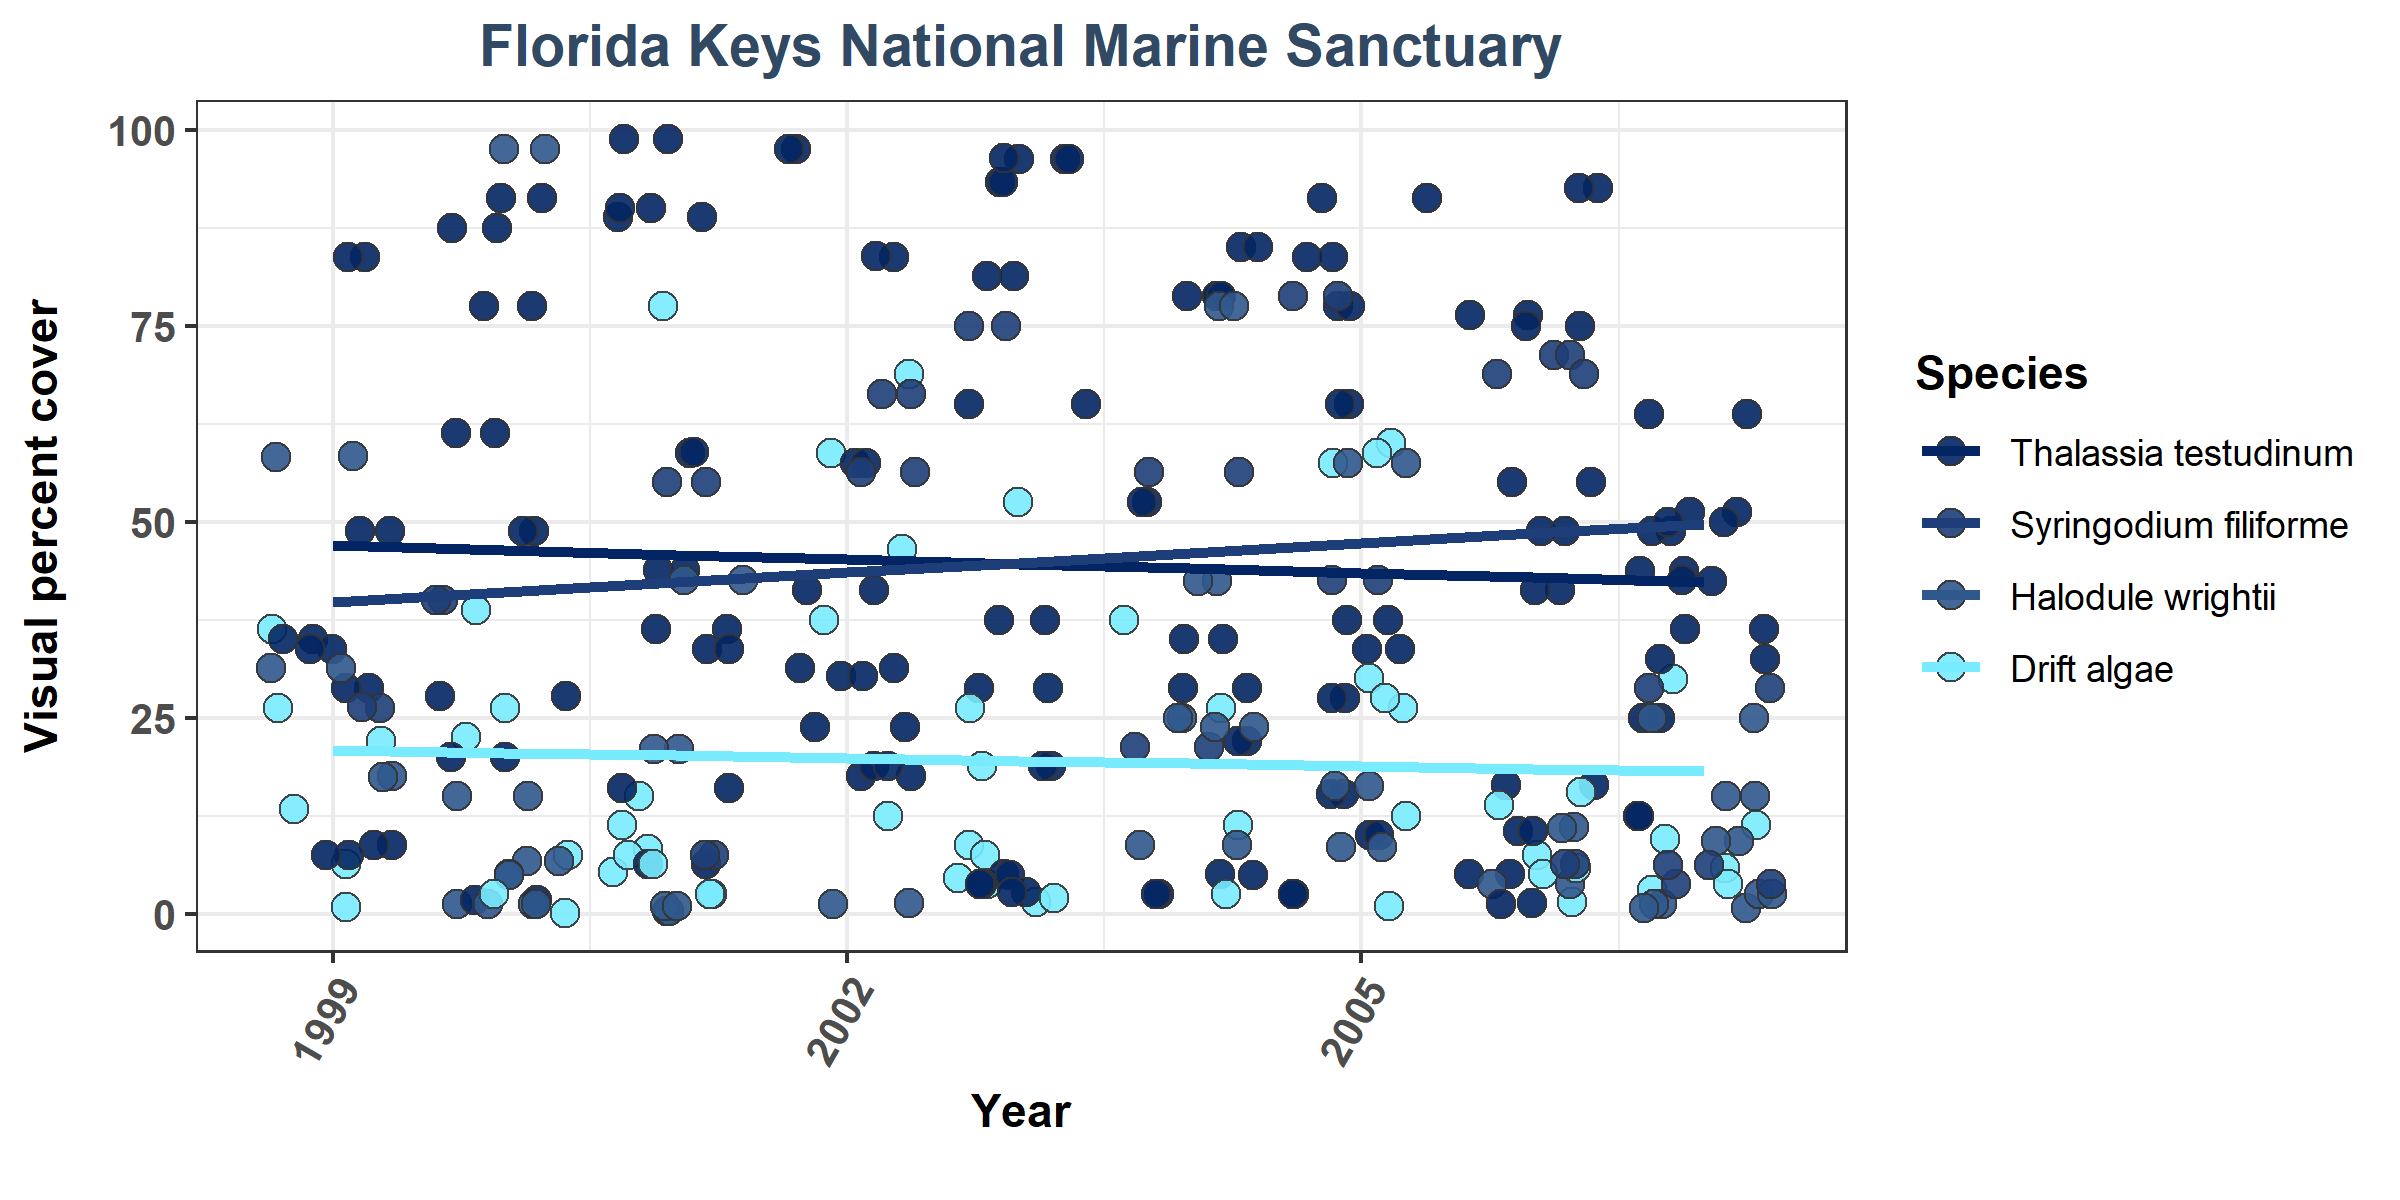 Florida Keys National Marine Sanctuary
100
75
50
25
0
Visual percent cover
1999
2002
2005
Year
Species
Thalassia testudinum
Syringodium filiforme
Halodule wrightii
Drift algae